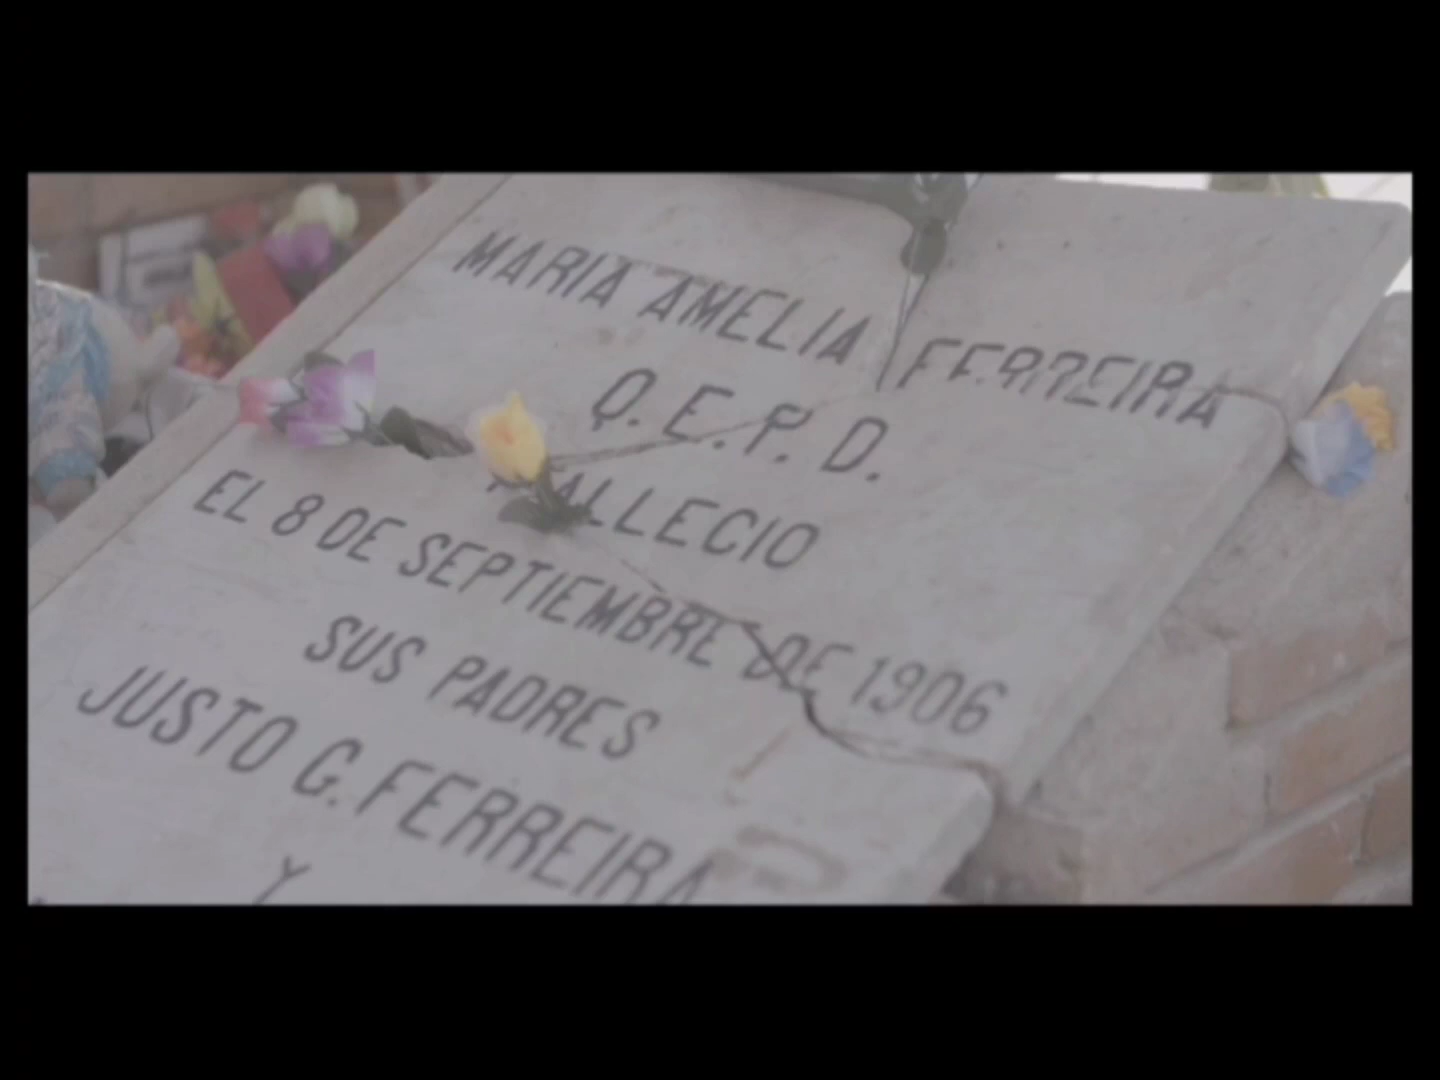 MARIA AMELIA FERREIRA
Q.E.P.D.
FALLECIO
EL 8 DE SEPTIEMBRE DE 1906
SUS PADRES
JUSTO G. FERREIRA
Y